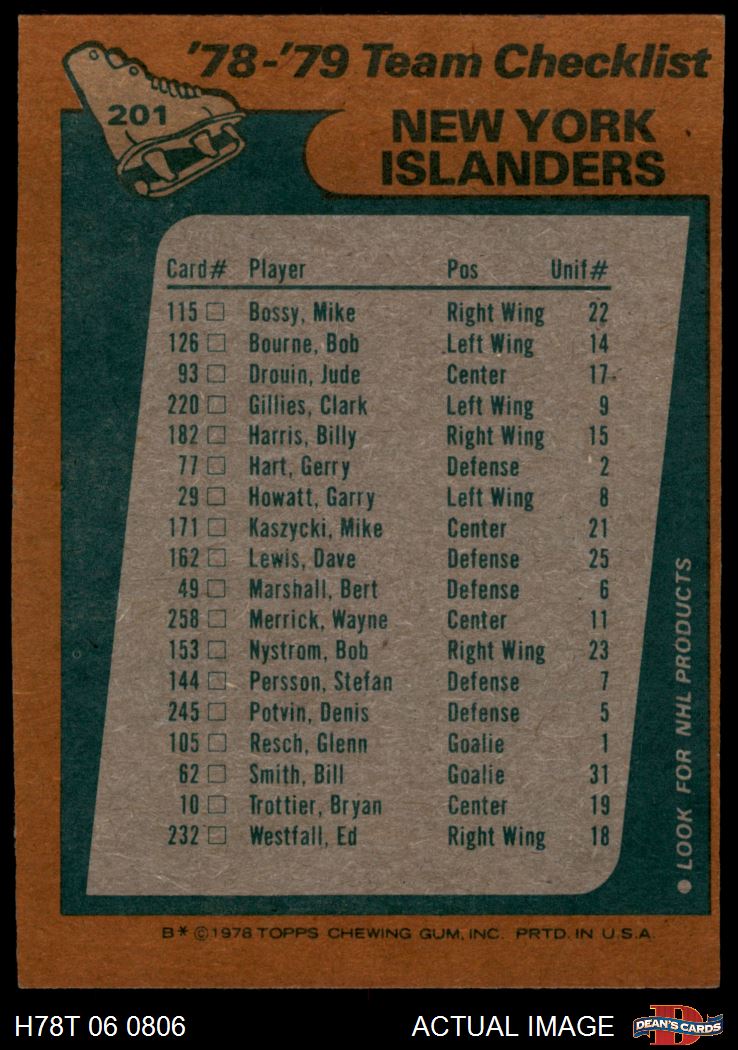 '78-'79 Team Checklist
201
NEW YORK
ISLANDERS
Card# Player Pos Unif#
115 □ Bossy, Mike Right Wing 22
126 □ Bourne, Bob Left Wing 14
93 □ Drouin, Jude Center 17
220 □ Gillies, Clark Left Wing 9
182 □ Harris, Billy Right Wing 15
77 □ Hart, Gerry Defense 2
29 □ Howatt, Garry Left Wing 8
171 □ Kaszycki, Mike Center 21
162 □ Lewis, Dave Defense 25
49 □ Marshall, Bert Defense 6
258 □ Merrick, Wayne Center 11
153 □ Nystrom, Bob Right Wing 23
144 □ Persson, Stefan Defense 7
245 □ Potvin, Denis Defense 5
105 □ Resch, Glenn Goalie 1
62 □ Smith, Bill Goalie 31
10 □ Trottier, Bryan Center 19
232 □ Westfall, Ed Right Wing 18
● LOOK FOR NHL PRODUCTS
B* © 1978 TOPPS CHEWING GUM, INC. PRTD. IN U.S.A.
H78T 06 0806 ACTUAL IMAGE
D
DEAN'S CARDS